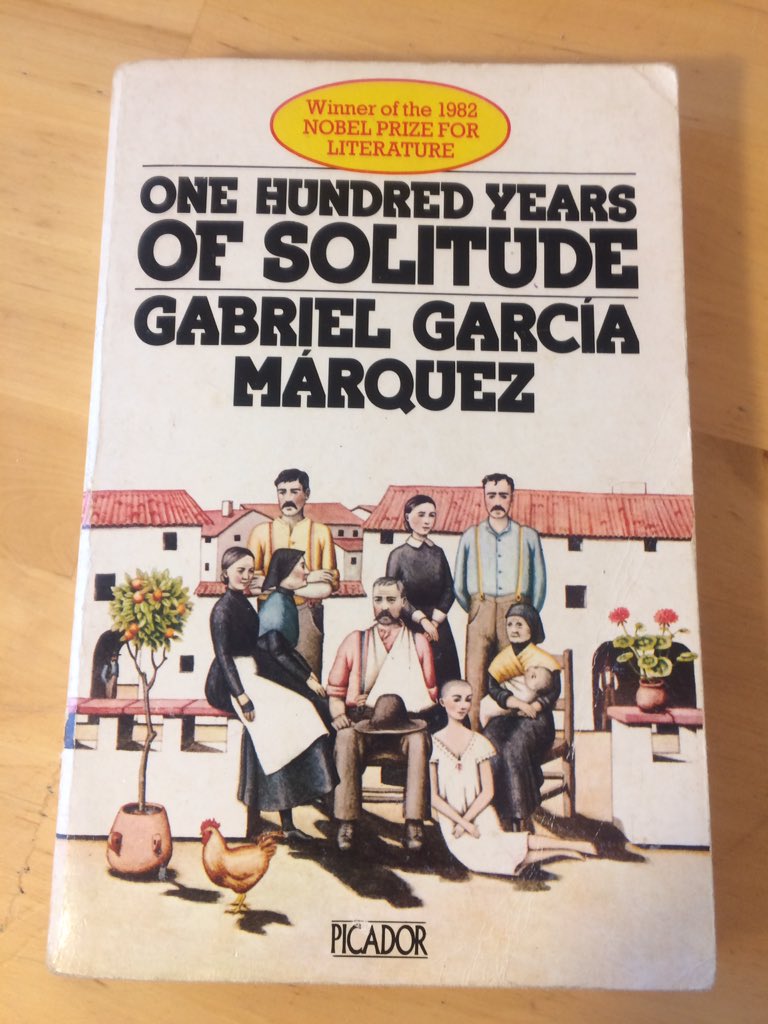 Winner of the 1982
NOBEL PRIZE FOR
LITERATURE
ONE HUNDRED YEARS
OF SOLITUDE
GABRIEL GARCÍA
MÁRQUEZ
PICADOR